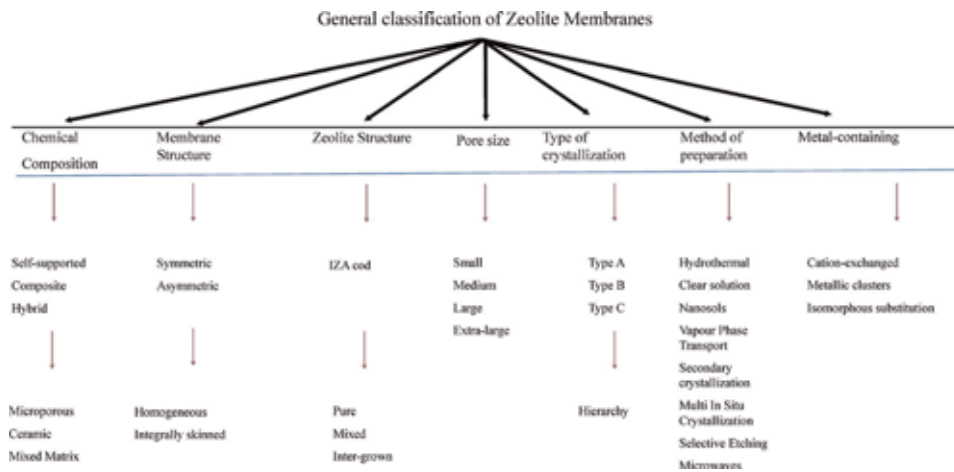 General classification of Zeolite Membranes
Chemical
Composition
Membrane
Structure
Zeolite Structure
Pore size
Type of
crystallization
Method of
preparation
Metal-containing
Self-supported
Composite
Hybrid
Symmetric
Asymmetric
IZA cod
Small
Medium
Large
Extra-large
Type A
Type B
Type C
Hydrothermal
Clear solution
Nanosols
Vapour Phase
Transport
Secondary
crystallization
Multi In Situ
Crystallization
Selective Etching
Microwaves
Cation-exchanged
Metallic clusters
Isomorphous substitution
Microporous
Ceramic
Mixed Matrix
Homogeneous
Integrally skinned
Pure
Mixed
Inter-grown
Hierarchy